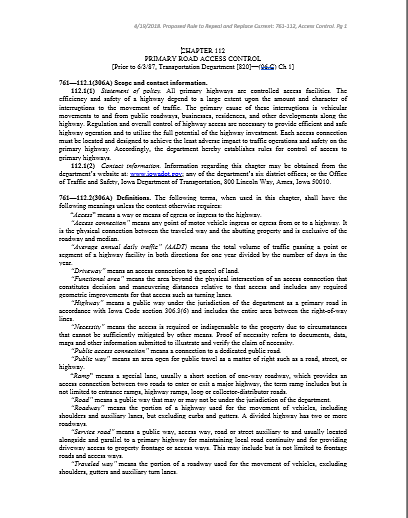 4/19/2018. Proposed Rule to Repeal and Replace Current: 761-112, Access Control. Pg 1
CHAPTER 112
PRIMARY ROAD ACCESS CONTROL
[Prior to 6/3/87, Transportation Department [820]—(06,C) Ch 1]
761—112.1(306A) Scope and contact information.
112.1(1) Statement of policy. All primary highways are controlled access facilities. The
efficiency and safety of a highway depend to a large extent upon the amount and character of
interruptions to the movement of traffic. The primary cause of these interruptions is vehicular
movements to and from public roadways, businesses, residences, and other developments along the
highway. Regulation and overall control of highway access are necessary to provide efficient and safe
highway operation and to utilize the full potential of the highway investment. Each access connection
must be located and designed to achieve the least adverse impact to traffic operations and safety on the
primary highway. Accordingly, the department hereby establishes rules for control of access to
primary highways.
112.1(2) Contact information. Information regarding this chapter may be obtained from the
department's website at: www.iowadot.gov, any of the department's six district offices; or the Office
of Traffic and Safety, Iowa Department of Transportation, 800 Lincoln Way, Ames, Iowa 50010.
761—112.2(306A) Definitions. The following terms, when used in this chapter, shall have the
following meanings unless the context otherwise requires:
"Access" means a way or means of egress or ingress to the highway.
"Access connection" means any point of motor vehicle ingress or egress from or to a highway. It
is the physical connection between the traveled way and the abutting property and is exclusive of the
roadway and median.
"Average annual daily traffic" (AADT) means the total volume of traffic passing a point or
segment of a highway facility in both directions for one year divided by the number of days in the
year.
"Driveway" means an access connection to a parcel of land.
"Functional area" means the area beyond the physical intersection of an access connection that
constitutes decision and maneuvering distances relative to that access and includes any required
geometric improvements for that access such as turning lanes.
"Highway" means a public way under the jurisdiction of the department as a primary road in
accordance with Iowa Code section 306.3(6) and includes the entire area between the right-of-way
lines.
"Necessity" means the access is required or indispensable to the property due to circumstances
that cannot be sufficiently mitigated by other means. Proof of necessity refers to documents, data,
maps and other information submitted to illustrate and verify the claim of necessity.
"Public access connection" means a connection to a dedicated public road.
"Public way" means an area open for public travel as a matter of right such as a road, street, or
highway.
"Ramp" means a special lane, usually a short section of one-way roadway, which provides an
access connection between two roads to enter or exit a major highway, the term ramp includes but is
not limited to entrance ramps, highway ramps, loop or collector-distributor roads.
"Road" means a public way that may or may not be under the jurisdiction of the department.
"Roadway" means the portion of a highway used for the movement of vehicles, including
shoulders and auxiliary lanes, but excluding curbs and gutters. A divided highway has two or more
roadways.
"Service road" means a public way, access way, road or street auxiliary to and usually located
alongside and parallel to a primary highway for maintaining local road continuity and for providing
driveway access to property frontage or access ways. This may include but is not limited to frontage
roads and access ways.
"Traveled way" means the portion of a roadway used for the movement of vehicles, excluding
shoulders, gutters and auxiliary turn lanes.